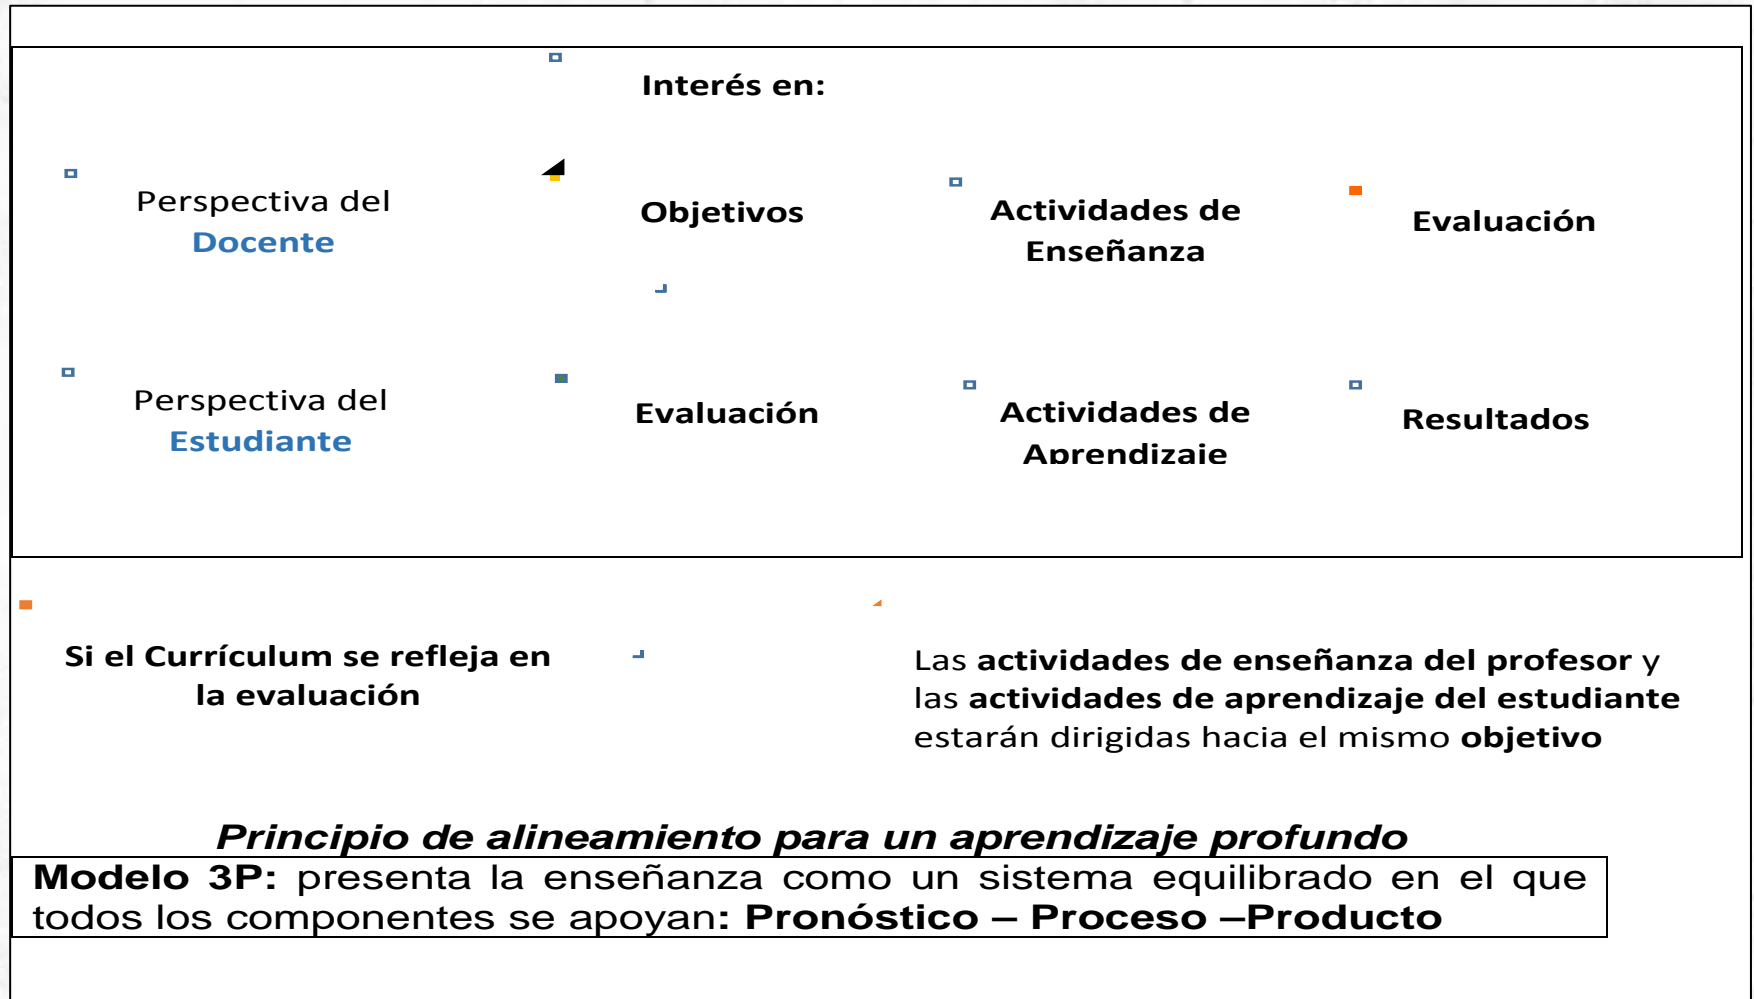 Interés en:
Perspectiva del
Docente
Objetivos
Actividades de
Enseñanza
Evaluación
Perspectiva del
Estudiante
Evaluación
Actividades de
Aprendizaje
Resultados
Si el Currículum se refleja en
la evaluación
Las actividades de enseñanza del profesor y
las actividades de aprendizaje del estudiante
estarán dirigidas hacia el mismo objetivo
Principio de alineamiento para un aprendizaje profundo
Modelo 3P: presenta la enseñanza como un sistema equilibrado en el que
todos los componentes se apoyan: Pronóstico – Proceso –Producto